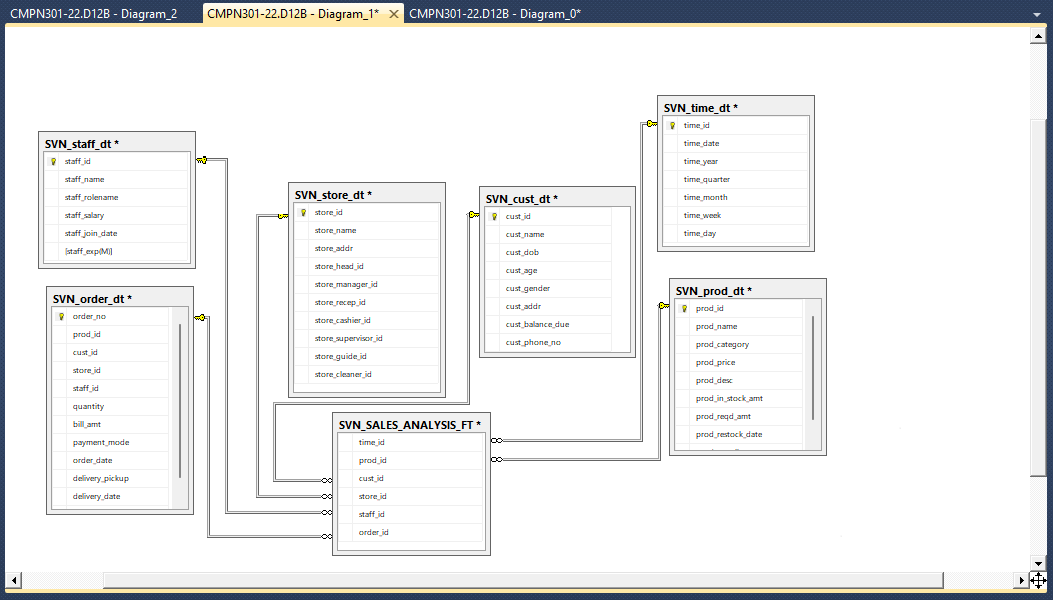 CMPN301-22.D12B - Diagram_2
CMPN301-22.D12B - Diagram_1*
CMPN301-22.D12B - Diagram_0*
SVN_staff_dt *
staff_id
staff_name
staff_rolename
staff_salary
staff_join_date
[staff_exp(M)]
SVN_order_dt *
order_no
prod_id
cust_id
store_id
staff_id
quantity
bill_amt
payment_mode
order_date
delivery_pickup
delivery_date
SVN_store_dt *
store_id
store_name
store_addr
store_head_id
store_manager_id
store_recep_id
store_cashier_id
store_supervisor_id
store_guide_id
store_cleaner_id
SVN_cust_dt *
cust_id
cust_name
cust_dob
cust_age
cust_gender
cust_addr
cust_balance_due
cust_phone_no
SVN_time_dt *
time_id
time_date
time_year
time_quarter
time_month
time_week
time_day
SVN_prod_dt *
prod_id
prod_name
prod_category
prod_price
prod_desc
prod_in_stock_amt
prod_reqd_amt
prod_restock_date
SVN_SALES_ANALYSIS_FT *
time_id
prod_id
cust_id
store_id
staff_id
order_id